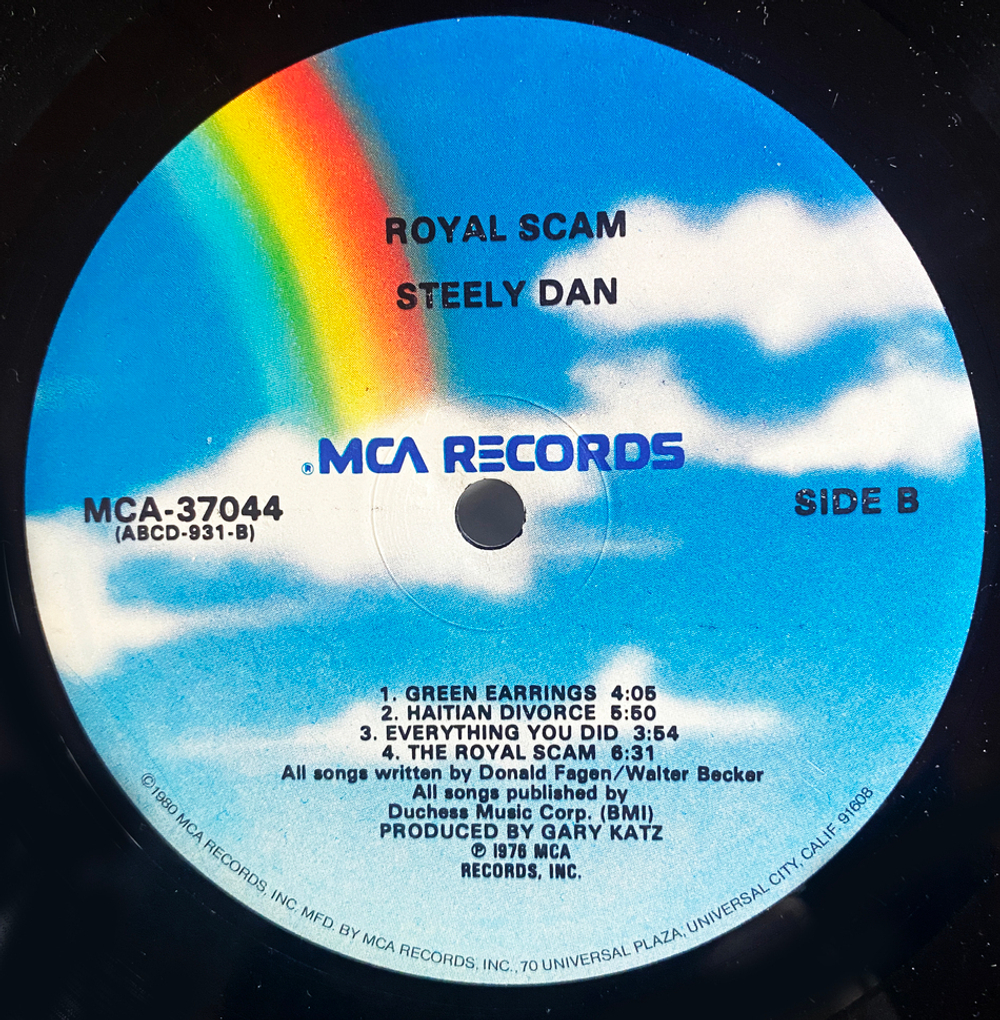 ROYAL SCAM
STEELY DAN
® MCA RECORDS
MCA-37044
(ABCD-931-B)
SIDE B
1. GREEN EARRINGS 4:05
2. HAITIAN DIVORCE 5:50
3. EVERYTHING YOU DID 3:54
4. THE ROYAL SCAM 6:31
All songs written by Donald Fagen/Walter Becker
All songs published by
Duchess Music Corp. (BMI)
PRODUCED BY GARY KATZ
℗ 1976 MCA
RECORDS, INC.
©1980 MCA RECORDS, INC. MFD. BY MCA RECORDS, INC., 70 UNIVERSAL PLAZA, UNIVERSAL CITY, CALIF. 91608